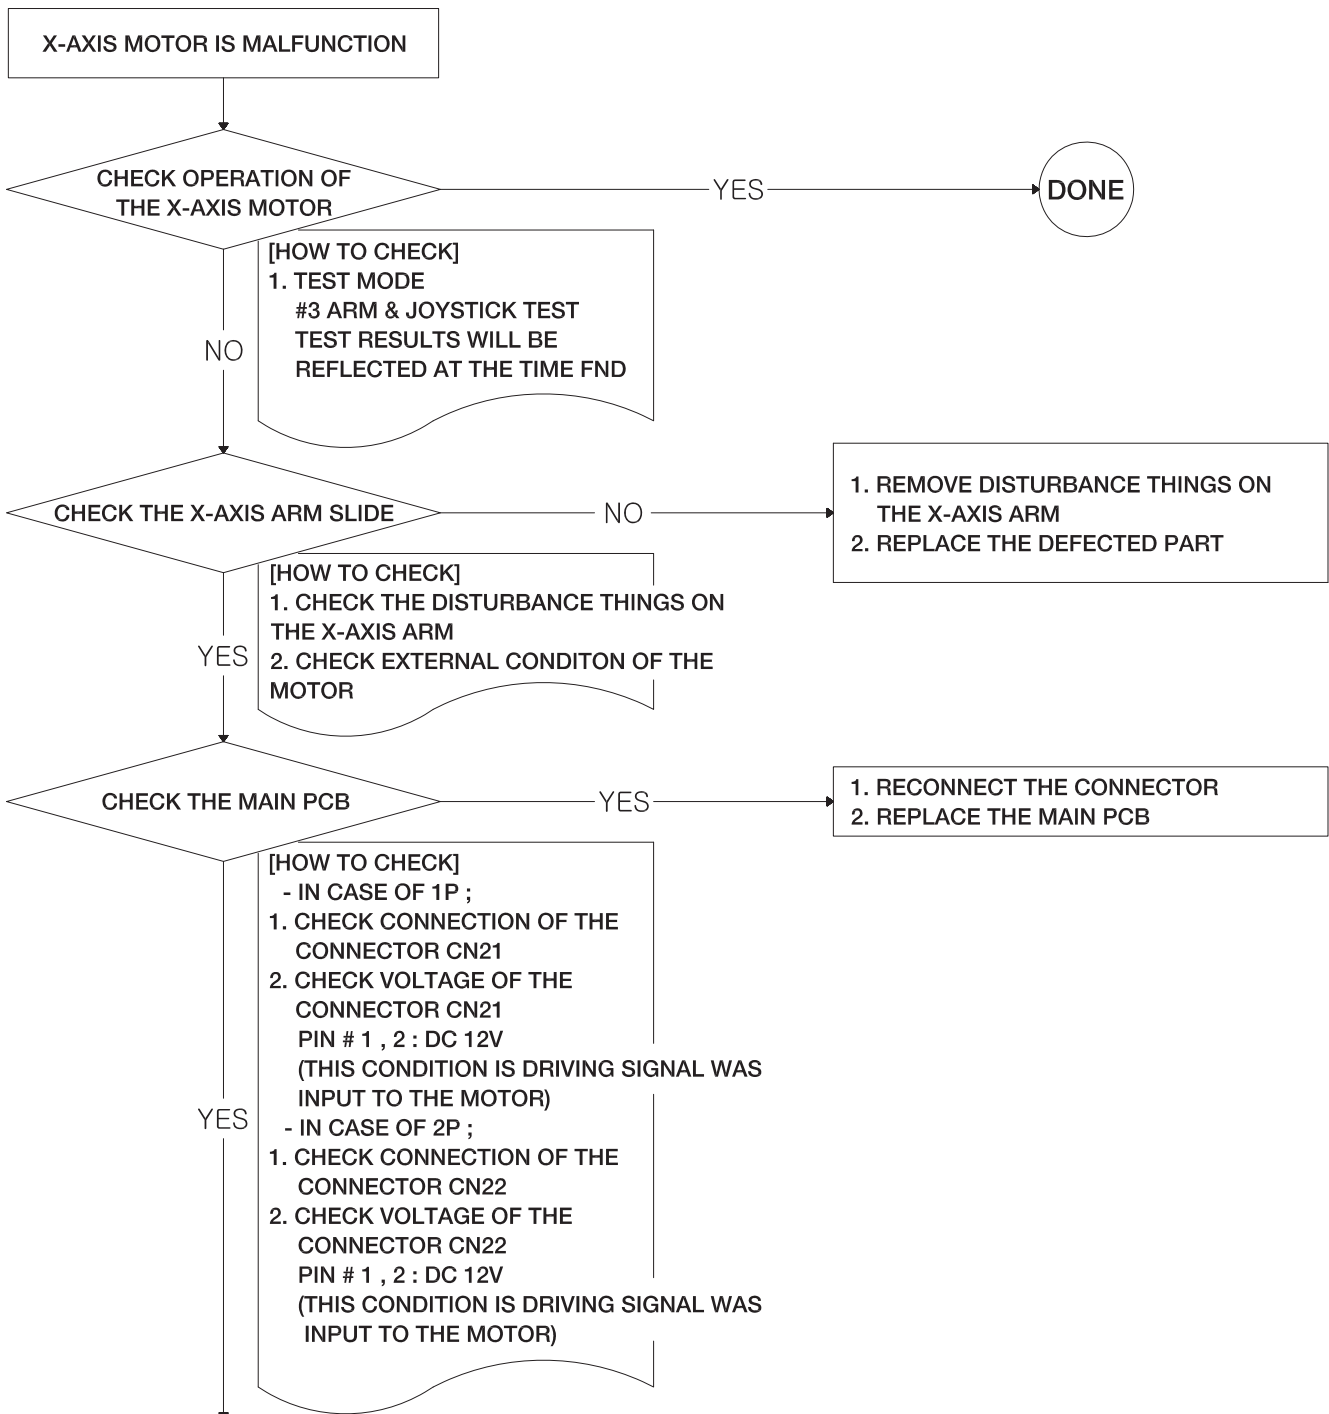 X-AXIS MOTOR IS MALFUNCTION
CHECK OPERATION OF
THE X-AXIS MOTOR
YES
DONE
[HOW TO CHECK]
1. TEST MODE
#3 ARM & JOYSTICK TEST
TEST RESULTS WILL BE
REFLECTED AT THE TIME FND
NO
CHECK THE X-AXIS ARM SLIDE
NO
1. REMOVE DISTURBANCE THINGS ON
THE X-AXIS ARM
2. REPLACE THE DEFECTED PART
[HOW TO CHECK]
1. CHECK THE DISTURBANCE THINGS ON
THE X-AXIS ARM
2. CHECK EXTERNAL CONDITON OF THE
MOTOR
YES
CHECK THE MAIN PCB
YES
1. RECONNECT THE CONNECTOR
2. REPLACE THE MAIN PCB
[HOW TO CHECK]
- IN CASE OF 1P ;
1. CHECK CONNECTION OF THE
CONNECTOR CN21
2. CHECK VOLTAGE OF THE
CONNECTOR CN21
PIN # 1 , 2 : DC 12V
(THIS CONDITION IS DRIVING SIGNAL WAS
INPUT TO THE MOTOR)
- IN CASE OF 2P ;
1. CHECK CONNECTION OF THE
CONNECTOR CN22
2. CHECK VOLTAGE OF THE
CONNECTOR CN22
PIN # 1 , 2 : DC 12V
(THIS CONDITION IS DRIVING SIGNAL WAS
INPUT TO THE MOTOR)
YES